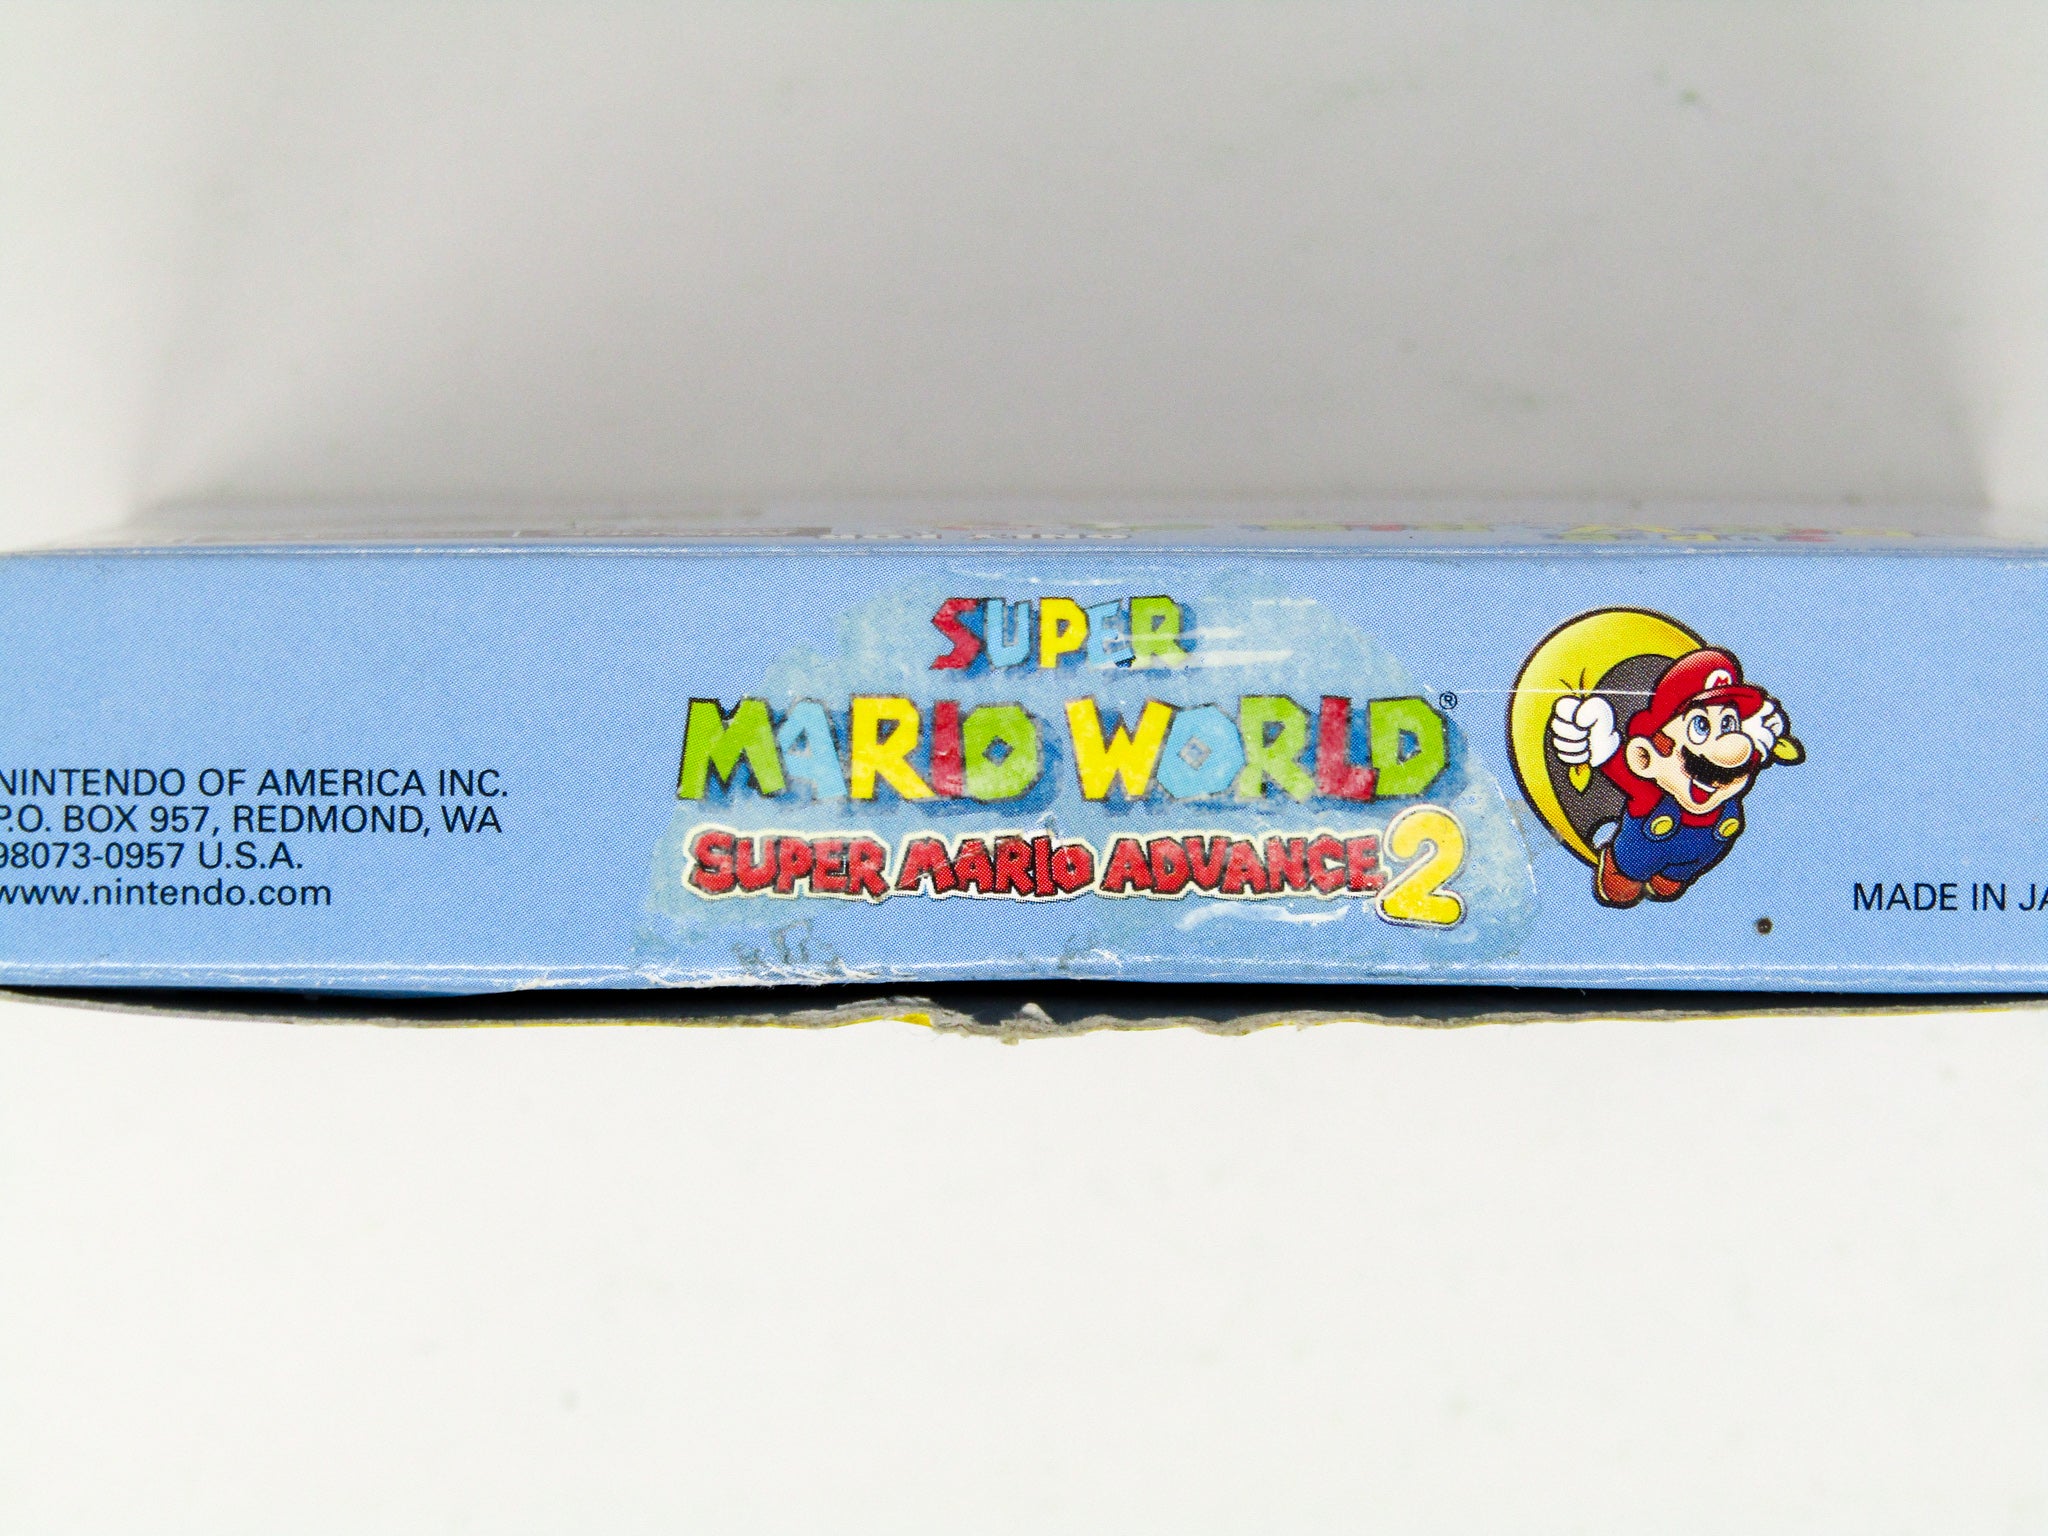 NINTENDO OF AMERICA INC.
P.O. BOX 957, REDMOND, WA
98073-0957 U.S.A.
www.nintendo.com
SUPER
MARIO WORLD®
SUPER MARIO ADVANCE 2
M
MADE IN JA